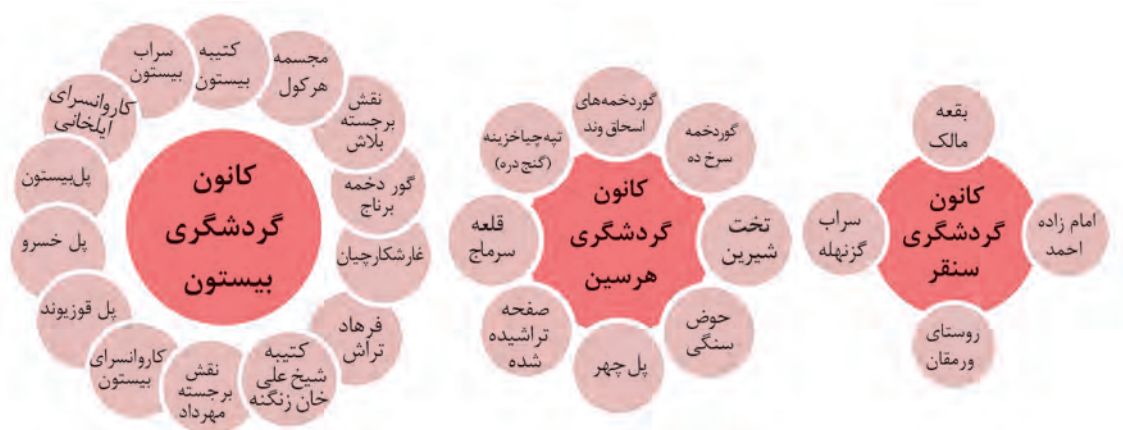 کانون
گردشگری
سنقر
بقعه
مالک
امام زاده
احمد
روستای
ورمقان
سراب
گزنهله
کانون
گردشگری
هرسین
گوردخمه‌های
اسحاق وند
گوردخمه
سرخ ده
تخت
شیرین
حوض
سنگی
پل چهر
صفحه
تراشیده
شده
قلعه
سرماج
تپه چیاخزینه
(گنج دره)
کانون
گردشگری
بیستون
کتیبه
بیستون
مجسمه
هرکول
نقش
برجسته
بلاش
گور دخمه
برناج
غارشکارچیان
فرهاد
تراش
کتیبه
شیخ علی
خان زنگنه
نقش
برجسته
مهرداد
کاروانسرای
بیستون
پل قوزیوند
پل خسرو
پل بیستون
کاروانسرای
ایلخانی
سراب
بیستون